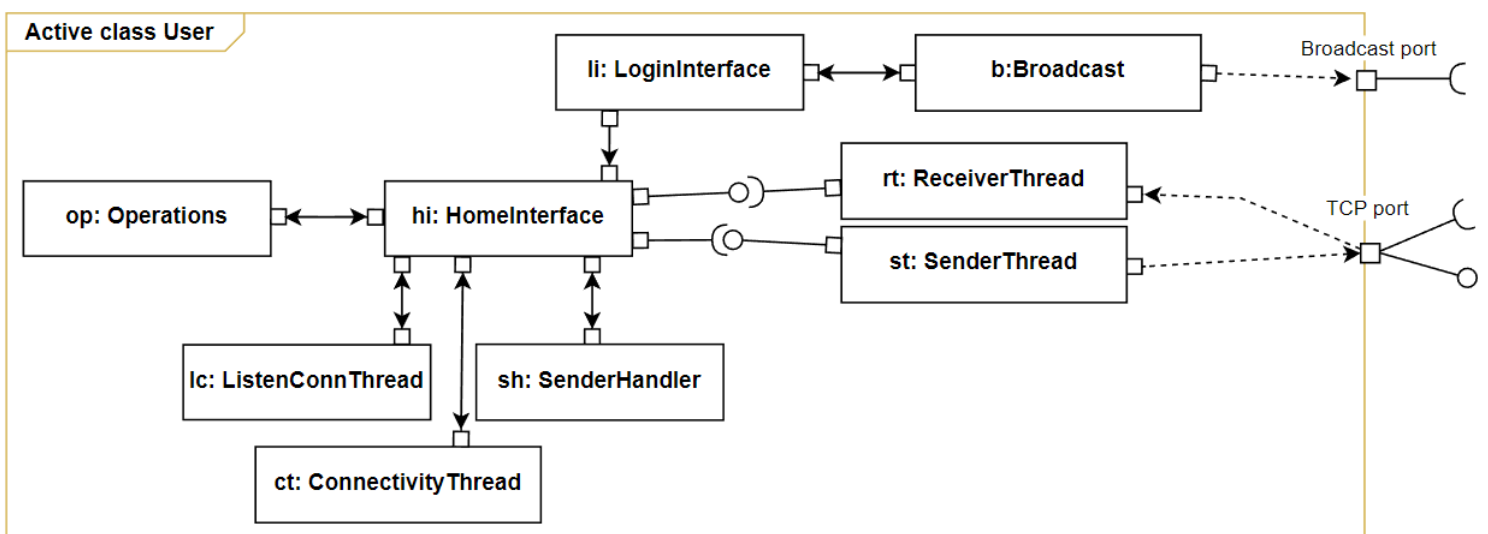 Active class User
li: LoginInterface
b:Broadcast
Broadcast port
rt: ReceiverThread
op: Operations
hi: HomeInterface
TCP port
st: SenderThread
lc: ListenConnThread
sh: SenderHandler
ct: ConnectivityThread